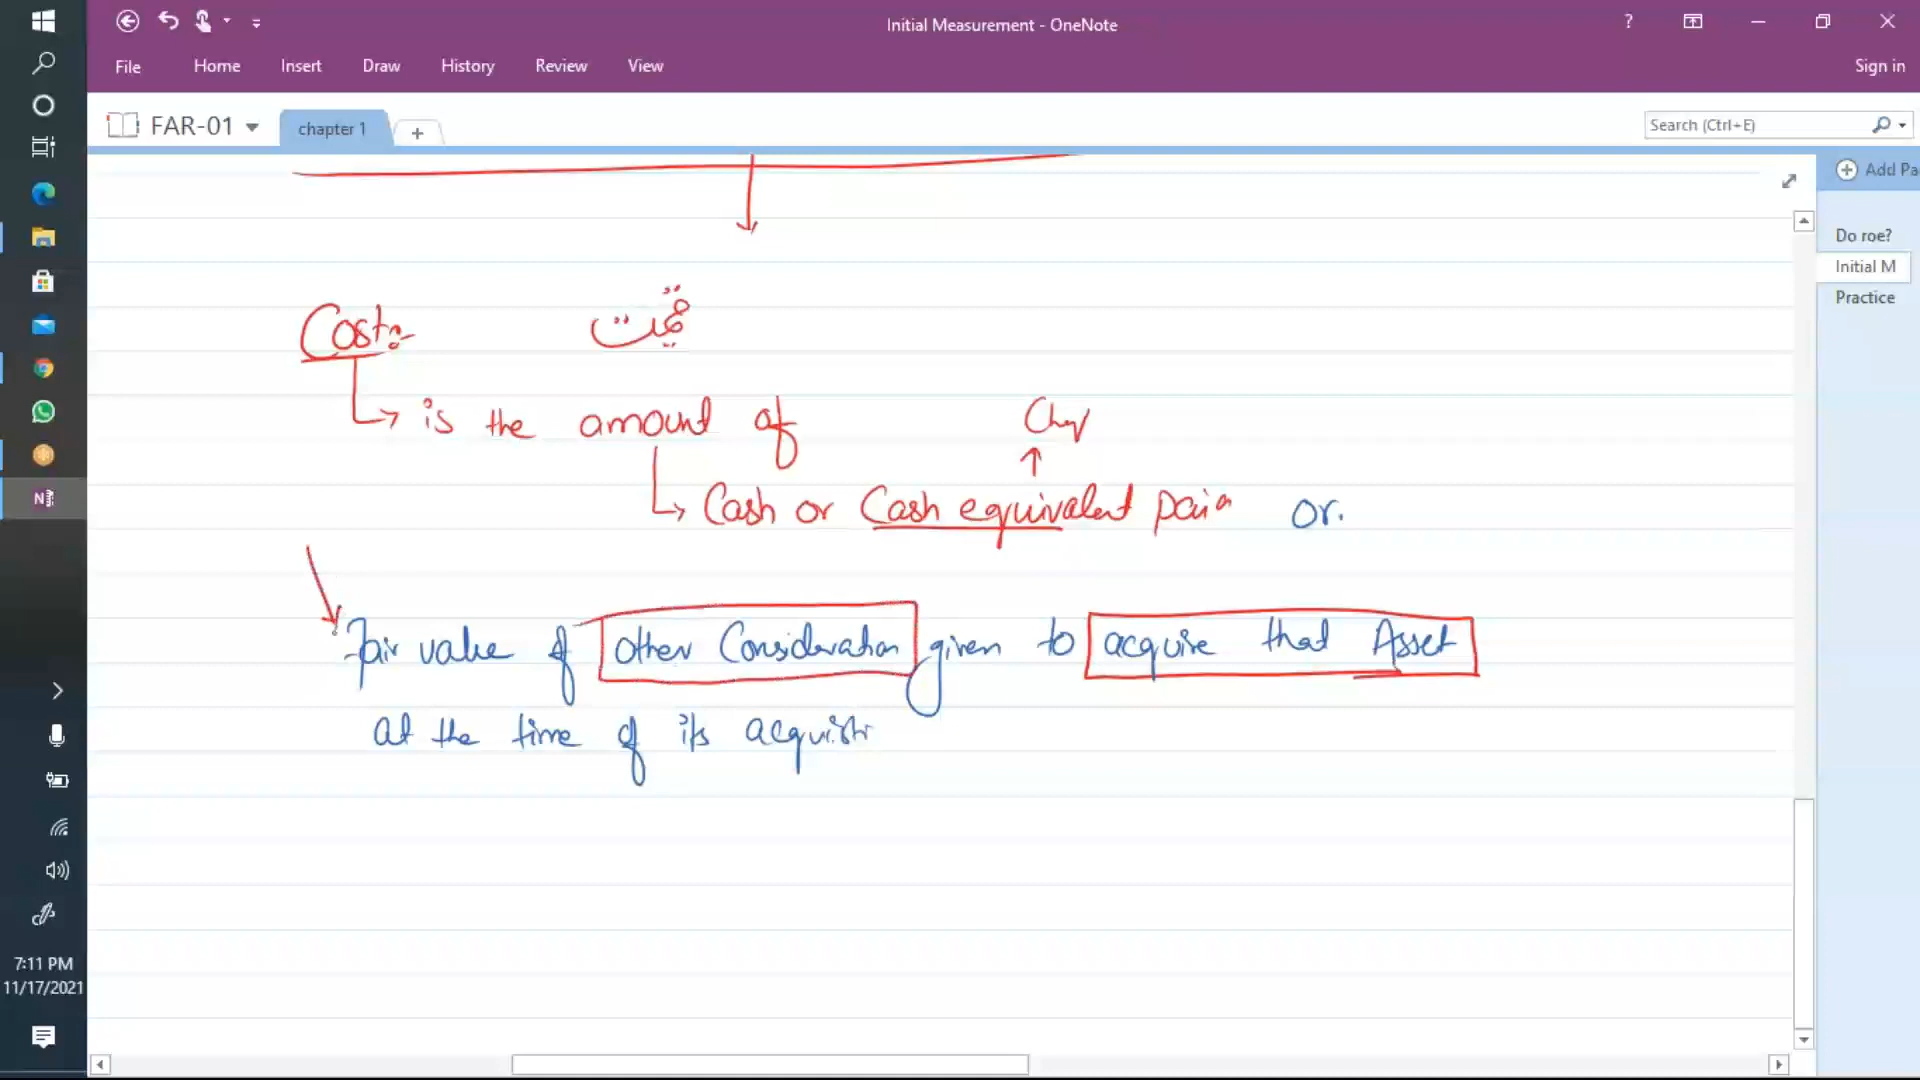 Initial Measurement - OneNote
?
File Home Insert Draw History Review View
Sign in
FAR-01
chapter 1
+
Search (Ctrl+E)
Add Pa
Do roe?
Initial M
Practice
Cost:-
قیمت
is the amount of
Cash or Cash equivalent paid or.
Fair value of other Consideration given to acquire that Asset
at the time of its acquisiti
7:11 PM
11/17/2021